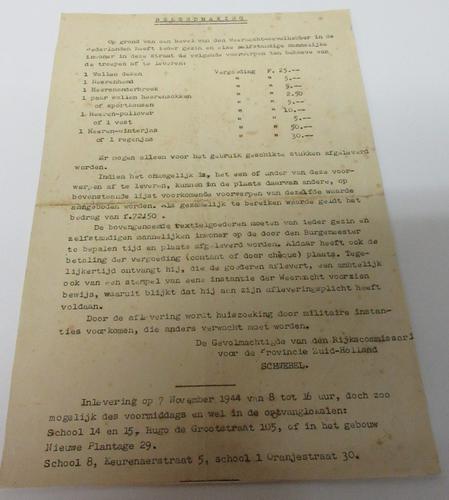 BEKENDMAKING
Op grond van een bevel van den Weermachtbevelhebber in de
Nederlanden heeft ieder gezin en elke zelfstandige mannelijke
inwoner in deze straat de volgende voorwerpen ten behoeve van
de troepen af te leveren:
1 Wollen deken Vergoeding F. 25.--
1 Heerenhemd " " 5.--
1 Heerenonderbroek " " 9.--
1 paar wollen heerensokken " " 2.50
of sportkousen " " 5.--
1 Heeren-pullover " " 10.--
of 1 vest " " 5.--
1 Heeren-winterjas " " 50.--
of 1 regenjas " " 30.--
Er mogen alleen voor het gebruik geschikte stukken afgeleverd
worden.
Indien het onmogelijk is, het een of ander van deze voor-
werpen af te leveren, kunnen in de plaats daarvan andere, op
bovenstaande lijst voorkomende voorwerpen van dezelfde waarde
aangeboden worden. Als gezamelijk te bereiken waarde geldt het
bedrag van f.92.50.
De bovengenoemde textielgoederen moeten van ieder gezin en
zelfstandigen mannelijken inwoner op de door den Burgemeester
te bepalen tijd en plaats afgeleverd worden. Aldaar heeft ook de
betaling der vergoeding (contant of door cheque) plaats. Tege-
lijkertijd ontvangt hij, die de goederen aflevert, een ambtelijk
ook van een stempel van eene instantie der Weermacht voorzien
bewijs, waaruit blijkt dat hij aan zijn afleveringsplicht heeft
voldaan.
Door de aflevering wordt huiszoeking door militaire instan-
ties voorkomen, die anders verwacht moet worden.
De Gevolmachtigde van den Rijkscommissaris
voor de Provincie Zuid-Holland
SCHWEBEL.
Inlevering op 7 November 1944 van 8 tot 16 uur, doch zoo
mogelijk des voormiddags en wel in de optvanglokalen:
School 14 en 15, Hugo de Grootstraat 105, of in het gebouw
Nieuwe Plantage 29.
School 8, Keurenaerstraat 5, school 1 Oranjestraat 30.